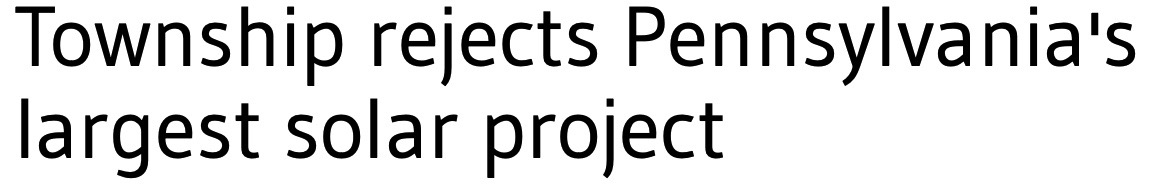 Township rejects Pennsylvania's
largest solar project